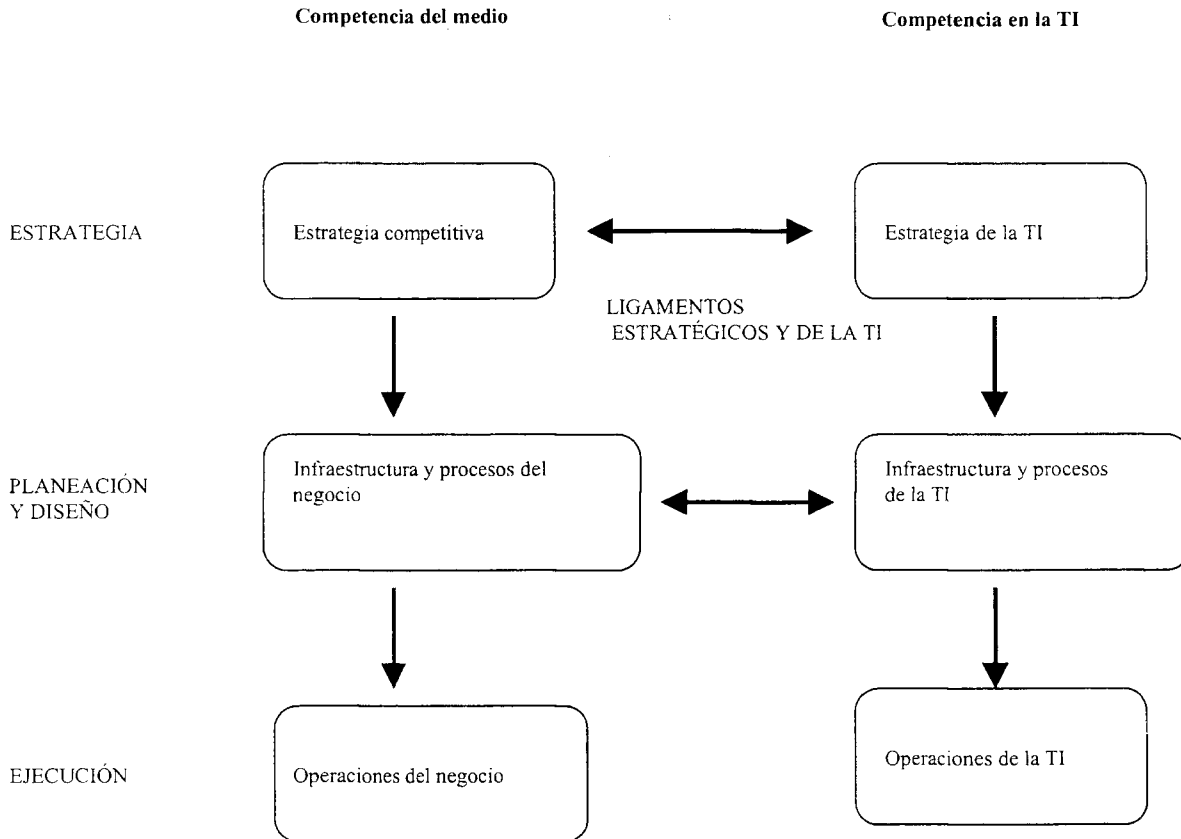 Competencia del medio
Competencia en la TI
ESTRATEGIA
Estrategia competitiva
Estrategia de la TI
LIGAMENTOS
ESTRATÉGICOS Y DE LA TI
PLANEACIÓN
Y DISEÑO
Infraestructura y procesos del
negocio
Infraestructura y procesos
de la TI
EJECUCIÓN
Operaciones del negocio
Operaciones de la TI